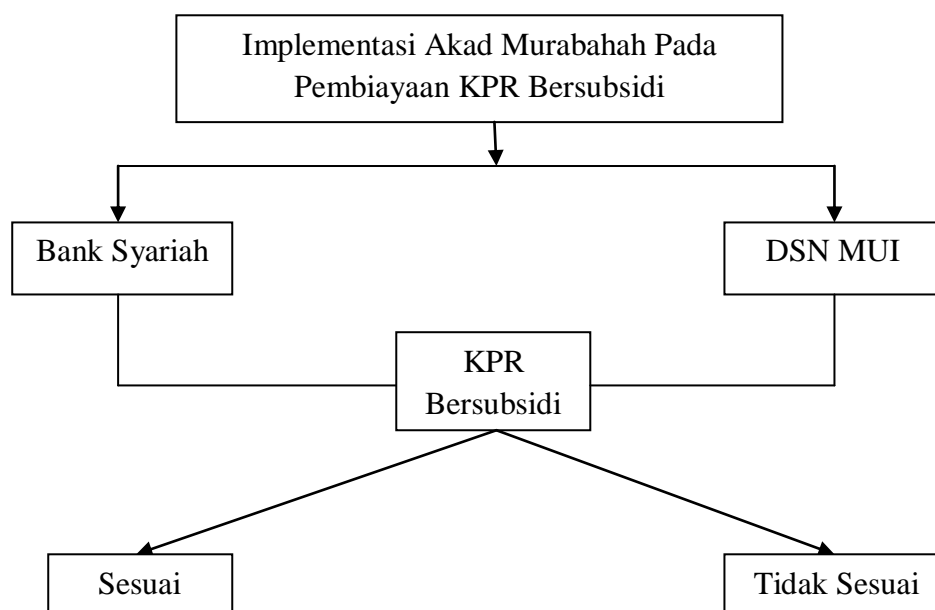 Implementasi Akad Murabahah Pada
Pembiayaan KPR Bersubsidi
Bank Syariah
DSN MUI
KPR
Bersubsidi
Sesuai
Tidak Sesuai